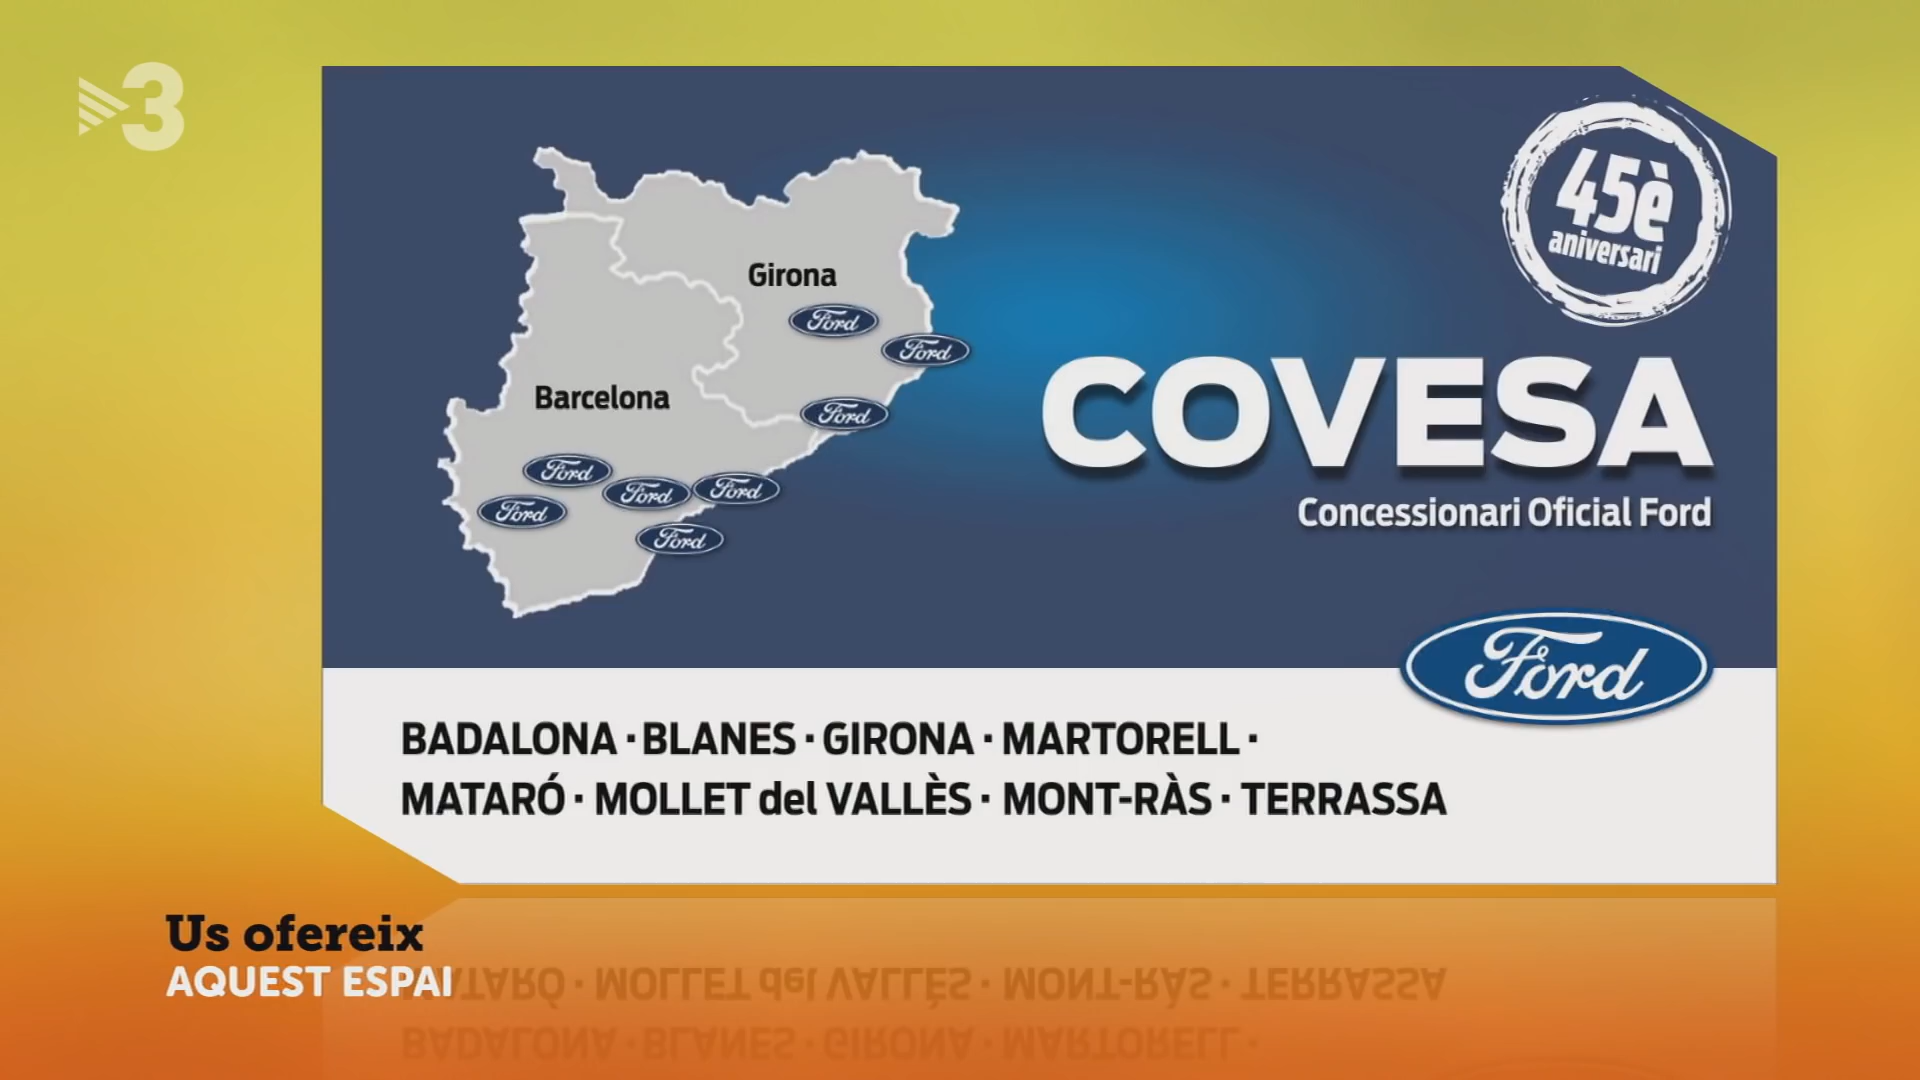 3
45è
aniversari
Girona
Ford
Ford
Barcelona
Ford
Ford
Ford
Ford
Ford
Ford
COVESA
Concessionari Oficial Ford
Ford
BADALONA · BLANES · GIRONA · MARTORELL ·
MATARÓ · MOLLET del VALLÈS · MONT-RÀS · TERRASSA
Us ofereix
AQUEST ESPAI